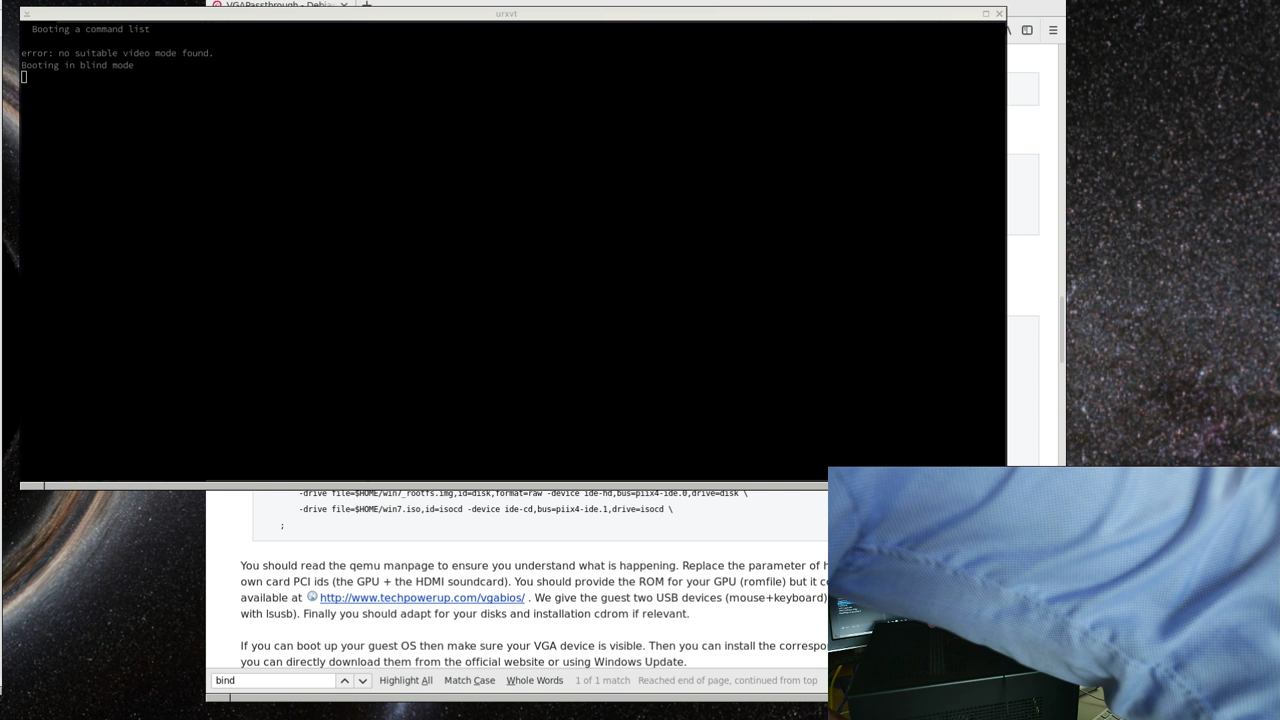 VGAPassthrough - Debia
urxvt
Booting a command list
error: no suitable video mode found.
Booting in blind mode
-drive file=$HOME/win7_rootfs.img,id=disk,format=raw -device ide-hd,bus=piix4-ide.0,drive=disk \
-drive file=$HOME/win7.iso,id=isocd -device ide-cd,bus=piix4-ide.1,drive=isocd \
;
You should read the qemu manpage to ensure you understand what is happening. Replace the parameter of
own card PCI ids (the GPU + the HDMI soundcard). You should provide the ROM for your GPU (romfile) but it
available at http://www.techpowerup.com/vgabios/ . We give the guest two USB devices (mouse+keyboard)
with lsusb). Finally you should adapt for your disks and installation cdrom if relevant.
If you can boot up your guest OS then make sure your VGA device is visible. Then you can install the
you can directly download them from the official website or using Windows Update.
bind Highlight All Match Case Whole Words 1 of 1 match Reached end of page, continued from top